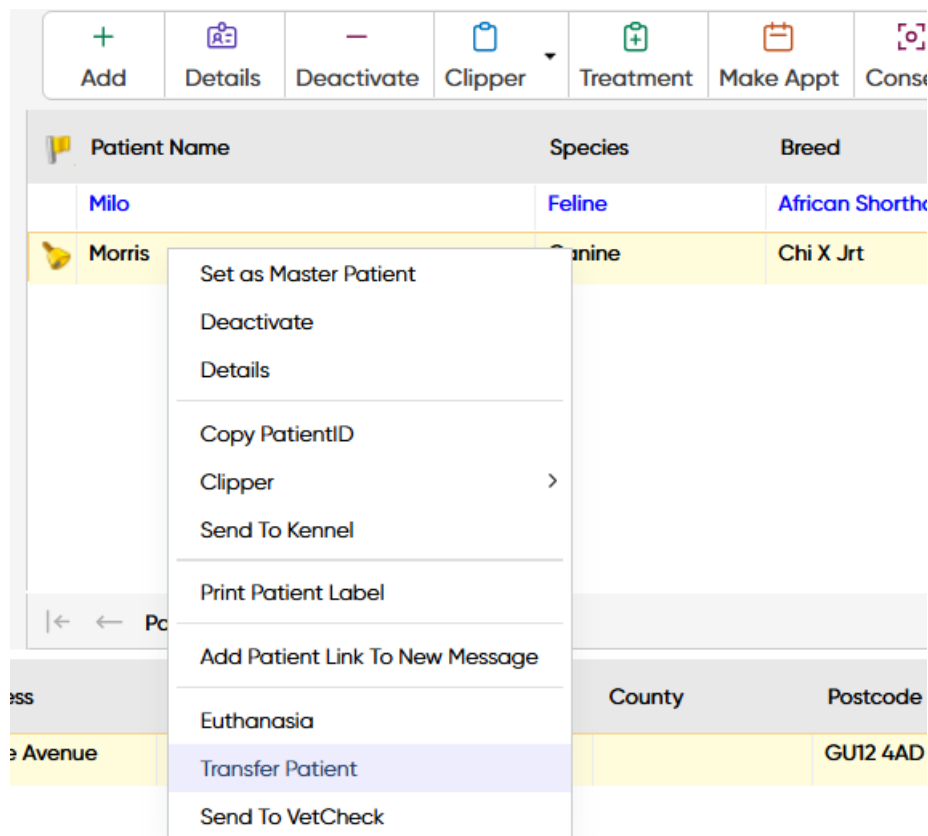 Add Details Deactivate Clipper Treatment Make Appt
Patient Name Species Breed
Milo Feline African
Morris Chi X Jrt
Set as Master Patient
Deactivate
Details
Copy PatientID
Clipper
Send To Kennel
Print Patient Label
Add Patient Link To New Message
County Postcode
Euthanasia
Avenue GU12 4AD
Transfer Patient
Send To VetCheck